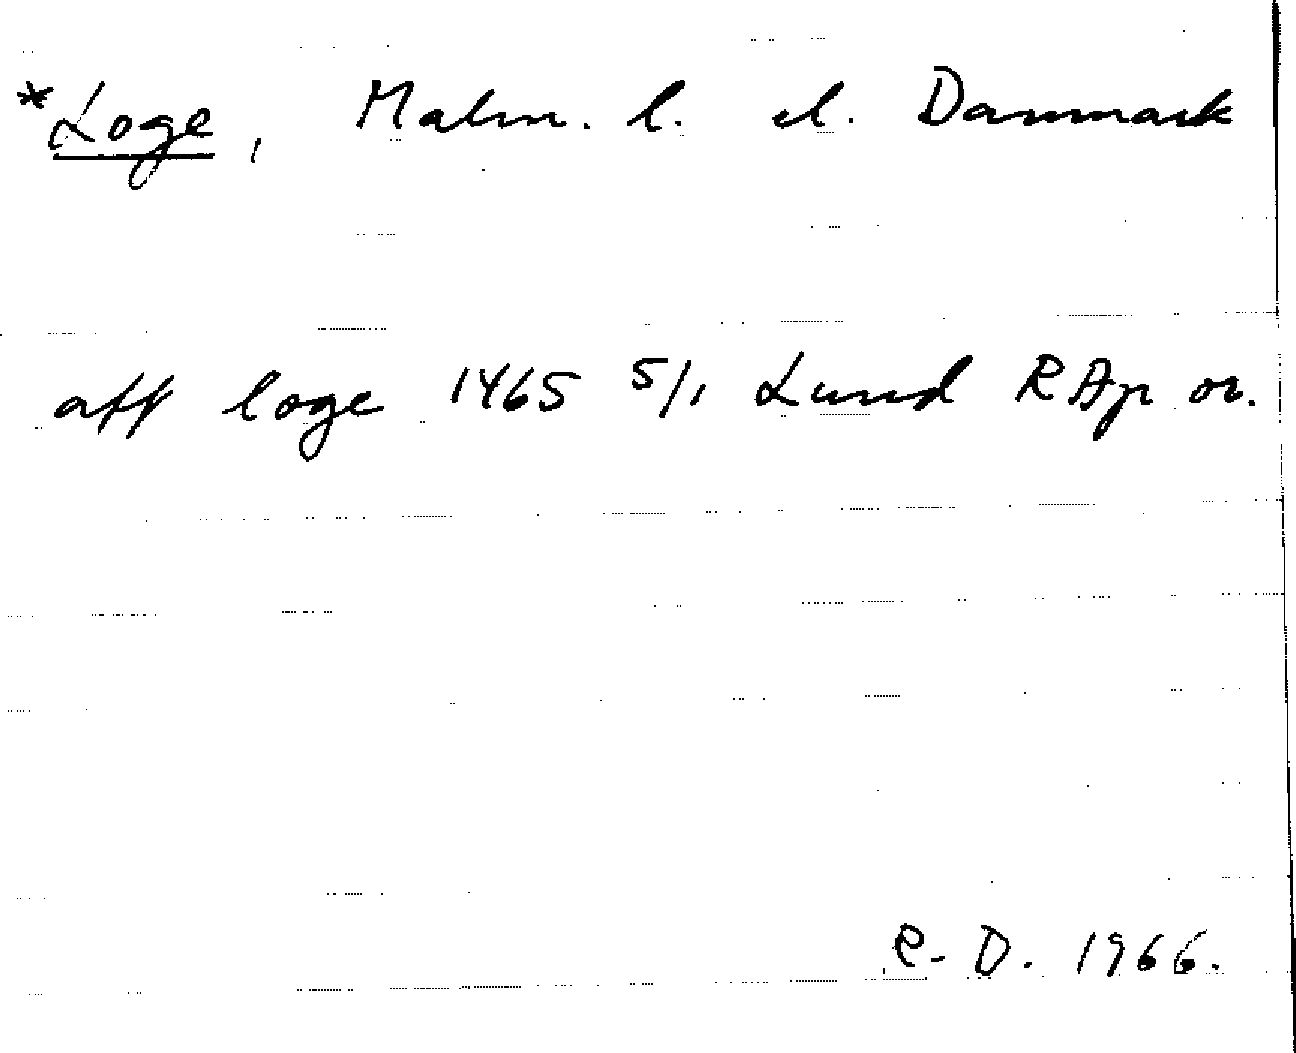 *Loge, Malm. l. el. Danmark
aff loge 1465 5/1 Lund RAp or.
C. D. 1966.